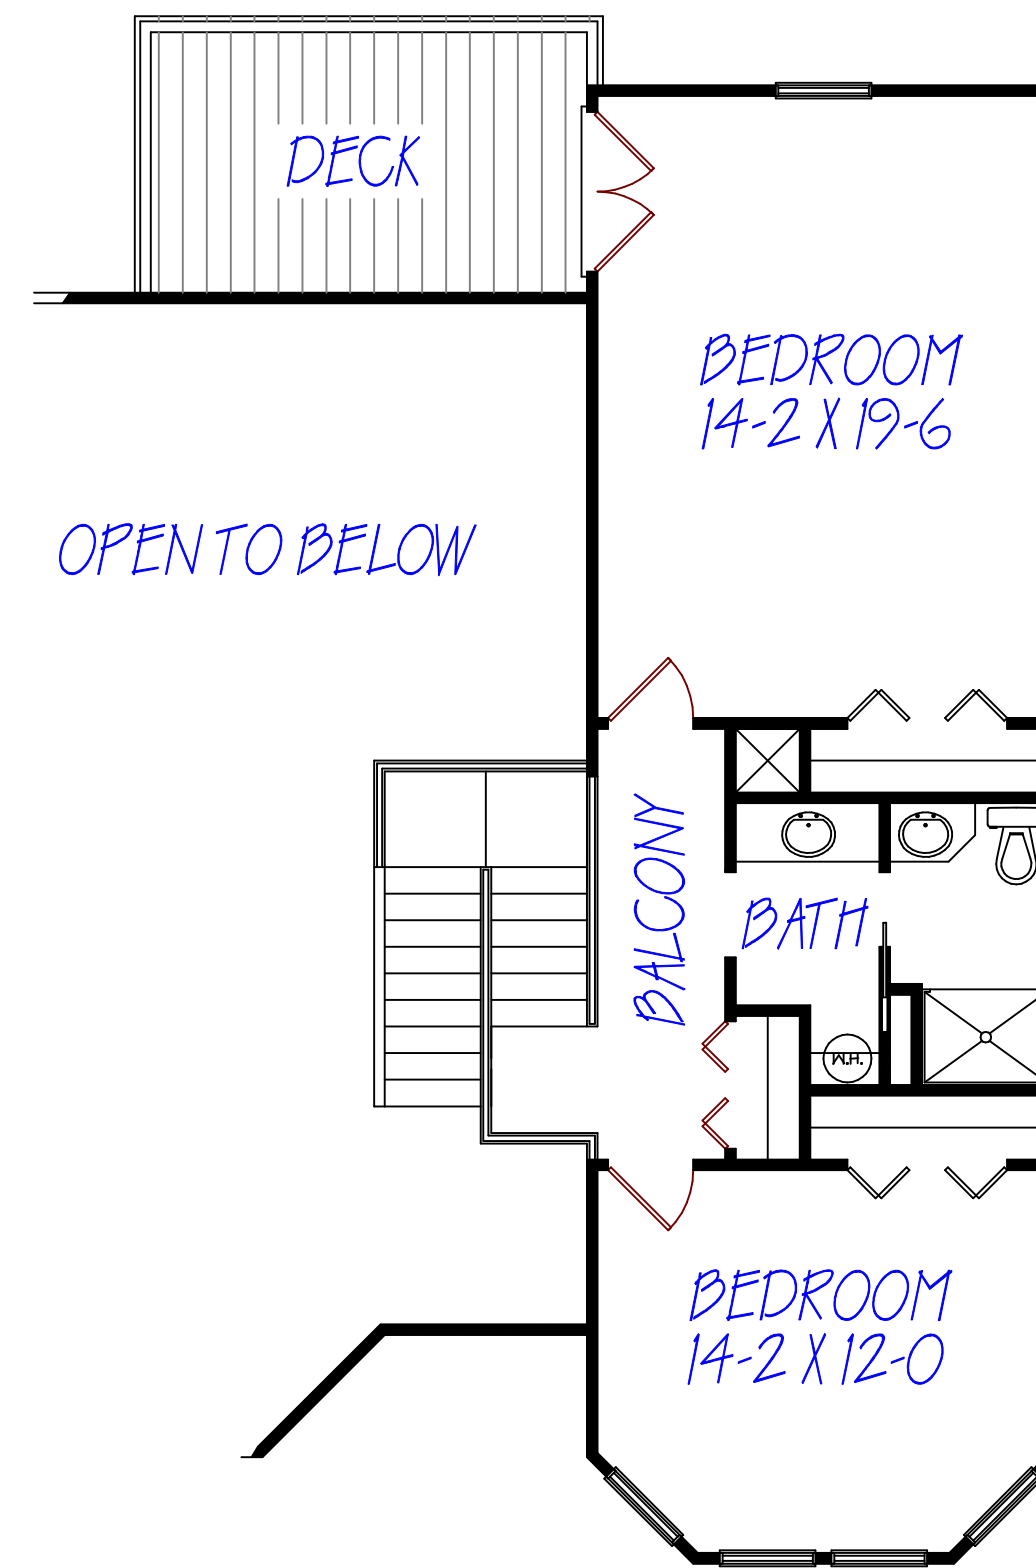 DECK
BEDROOM
14-2 X 19-6
OPEN TO BELOW
BALCONY
BATH
W.H.
BEDROOM
14-2 X 12-0